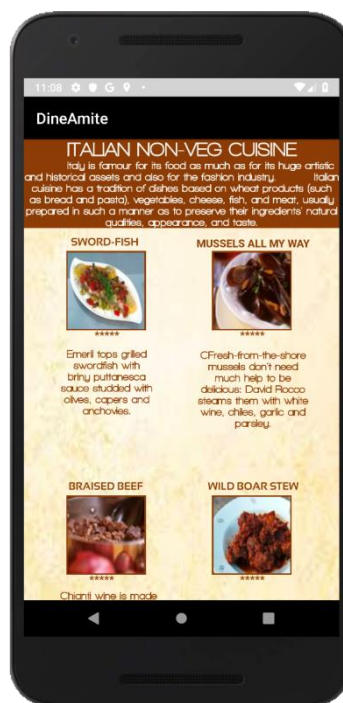 11:08 G
DineAmite
ITALIAN NON-VEG CUISINE
Italy is famour for its food as much as for its huge artistic
and historical assets and also for the fashion industry. Italian
cuisine has a tradition of dishes based on wheat products (such
as bread and pasta), vegetables, cheese, fish, and meat, usually
prepared in such a manner as to preserve their ingredients' natural
qualities, appearance, and taste.
SWORD-FISH
*****
Emeril tops grilled
swordfish with
briny puttanesca
sauce studded with
olives, capers and
anchovies.
MUSSELS ALL MY WAY
*****
CFresh-from-the-shore
mussels don't need
much help to be
delicious: David Rocco
steams them with white
wine, chiles, garlic and
parsley.
BRAISED BEEF
*****
Chianti wine is made
WILD BOAR STEW
*****